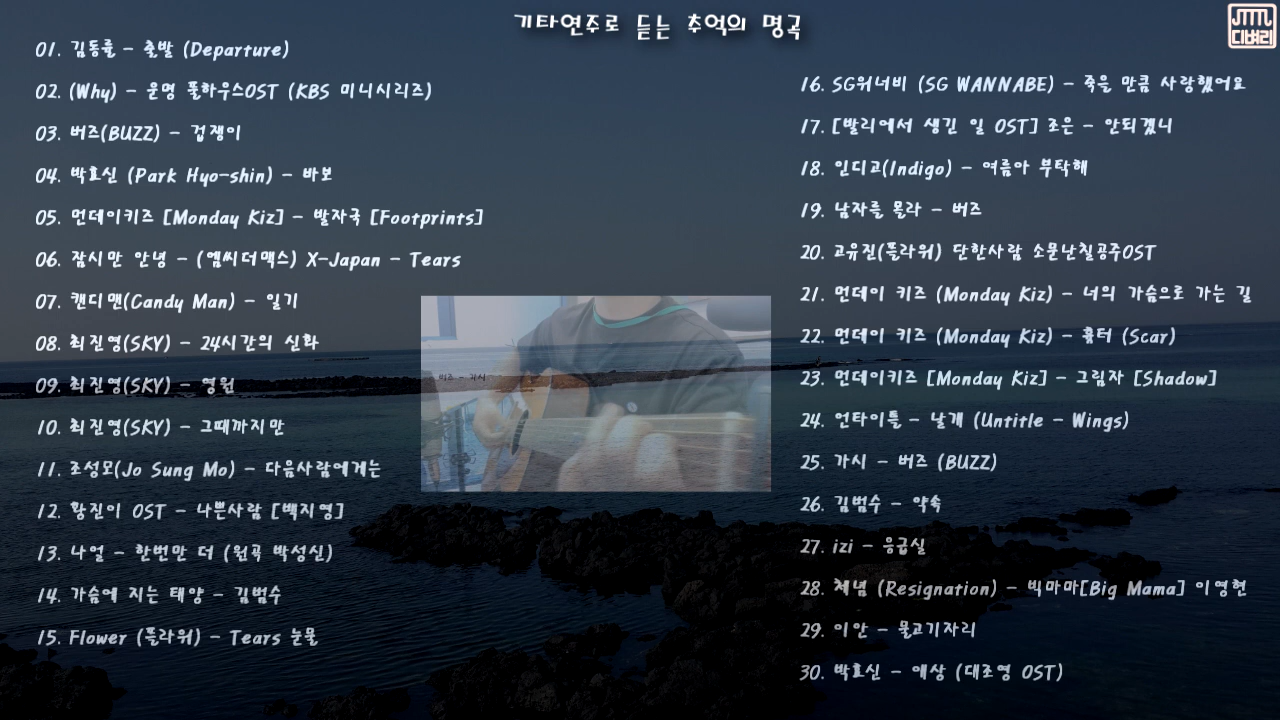 기타연주로 듣는 추억의 명곡
디벼리
01. 김동률 - 출발 (Departure)
02. (Why) - 운명 풀하우스OST (KBS 미니시리즈)
03. 버즈(BUZZ) - 겁쟁이
04. 박효신 (Park Hyo-shin) - 바보
05. 먼데이키즈 [Monday Kiz] - 발자국 [Footprints]
06. 잠시만 안녕 - (엠씨더맥스) X-Japan - Tears
07. 캔디맨(Candy Man) - 일기
08. 최진영(SKY) - 24시간의 신화
09. 최진영(SKY) - 영원
10. 최진영(SKY) - 그때까지만
11. 조성모(Jo Sung Mo) - 다음사람에게는
12. 황진이 OST - 나쁜사람 [백지영]
13. 나얼 - 한번만 더 (원곡 박성신)
14. 가슴에 지는 태양 - 김범수
15. Flower (플라워) - Tears 눈물
버즈 - 가시
16. SG워너비 (SG WANNABE) - 죽을 만큼 사랑했어요
17. [발리에서 생긴 일 OST] 조은 - 안되겠니
18. 인디고(Indigo) - 여름아 부탁해
19. 남자를 몰라 - 버즈
20. 고유진(플라워) 단한사람 소문난칠공주OST
21. 먼데이 키즈 (Monday Kiz) - 너의 가슴으로 가는 길
22. 먼데이 키즈 (Monday Kiz) - 흉터 (Scar)
23. 먼데이키즈 [Monday Kiz] - 그림자 [Shadow]
24. 언타이틀 - 날개 (Untitle - Wings)
25. 가시 - 버즈 (BUZZ)
26. 김범수 - 약속
27. izi - 응급실
28. 체념 (Resignation) - 빅마마[Big Mama] 이영현
29. 이안 - 물고기자리
30. 박효신 - 애상 (대조영 OST)